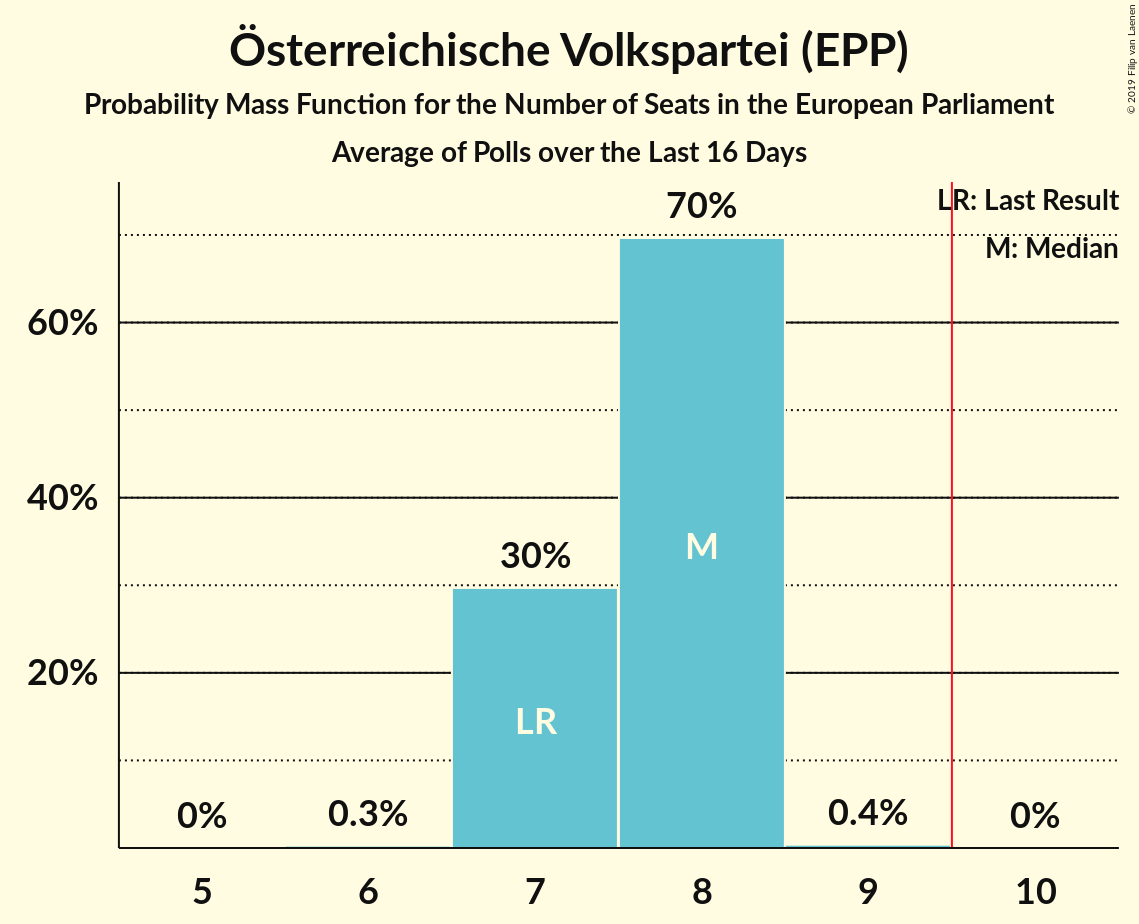 Österreichische Volkspartei (EPP)
Probability Mass Function for the Number of Seats in the European Parliament
Average of Polls over the Last 16 Days
© 2019 Filip van Laenen
LR: Last Result
M: Median
70%
60%
40%
30%
20%
M
LR
0%
0.3%
0.4%
0%
5
6
7
8
9
10